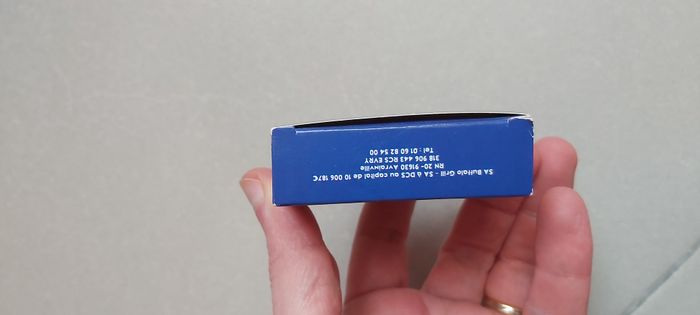 SA Buffalo Grill - SA à DCS au capital de 10 006 187€
RN 20- 91630 Avrainville
318 906 443 RCS EVRY
Tel : 01 60 82 54 00